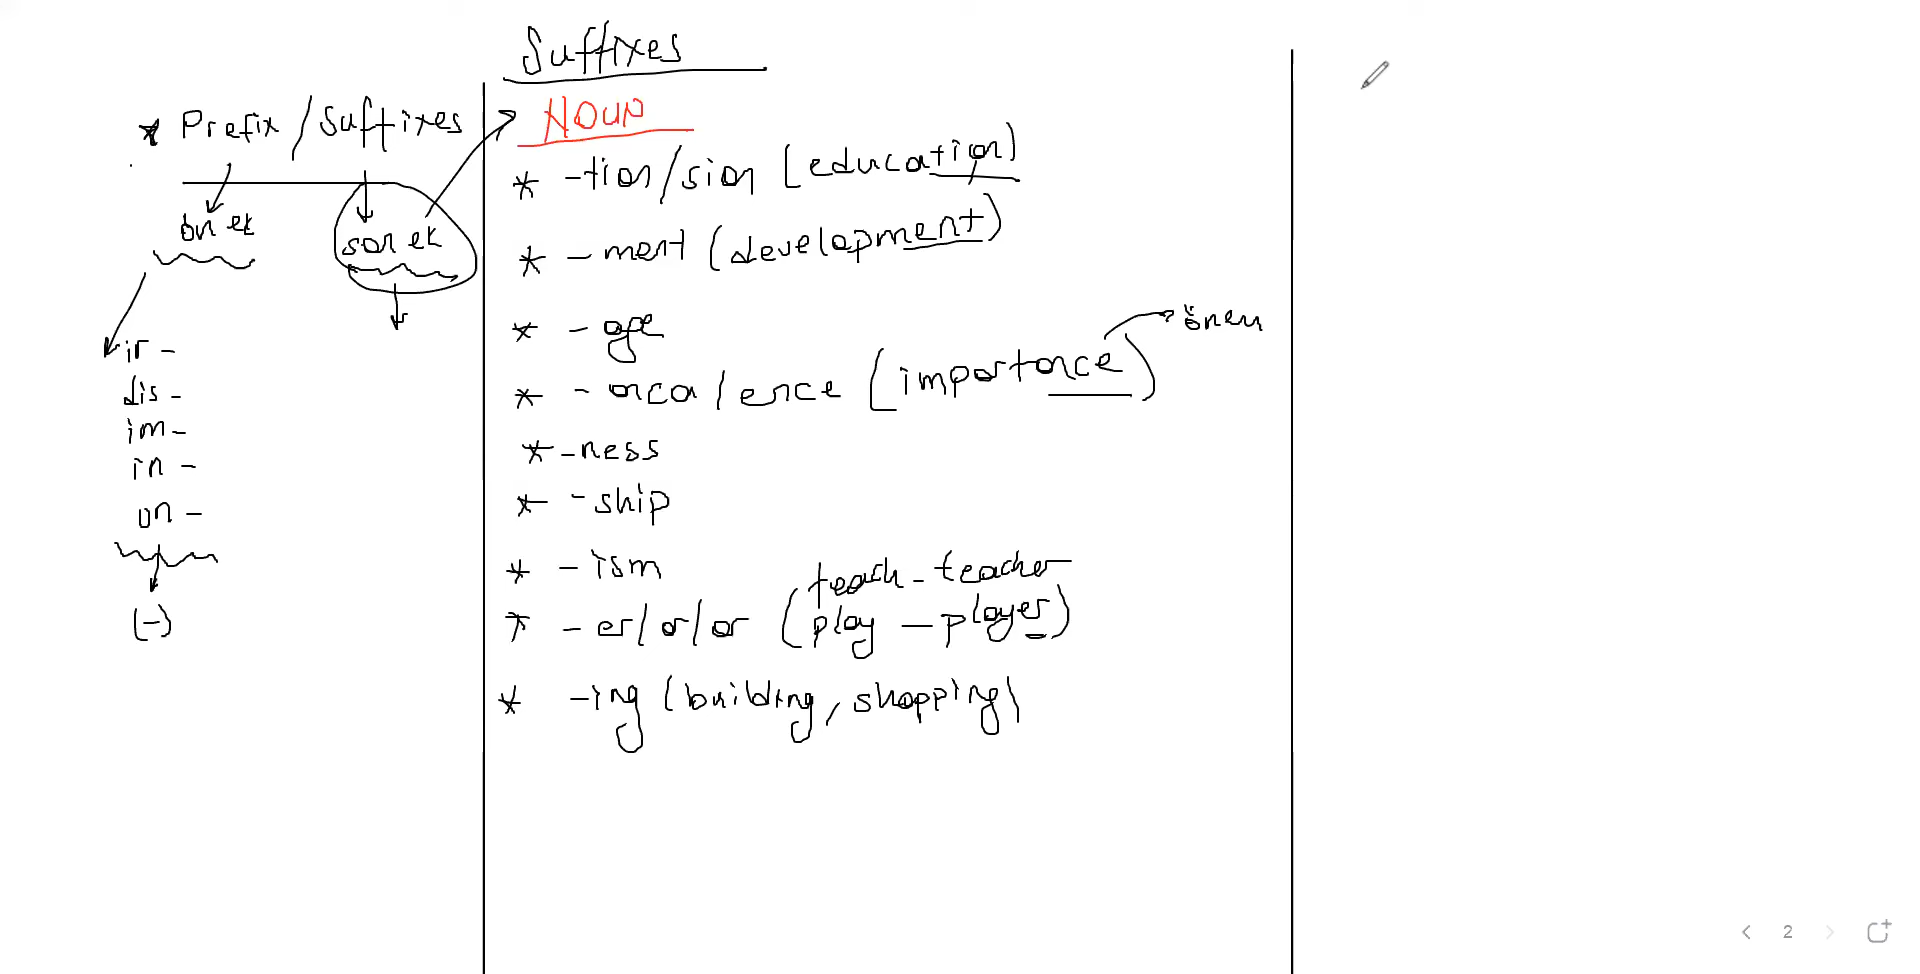 Suffixes
* Prefix / Suffixes
ön ek
son ek
ir -
dis -
im -
in -
un -
(-)
NOUN
* -tion/sion (education)
* -ment (development)
* -age
* -anca/ence (importance) → önem
* -ness
* -ship
* -ism
teach - teacher
* -er/or/ar (play - player)
* -ing (building, shopping)
2